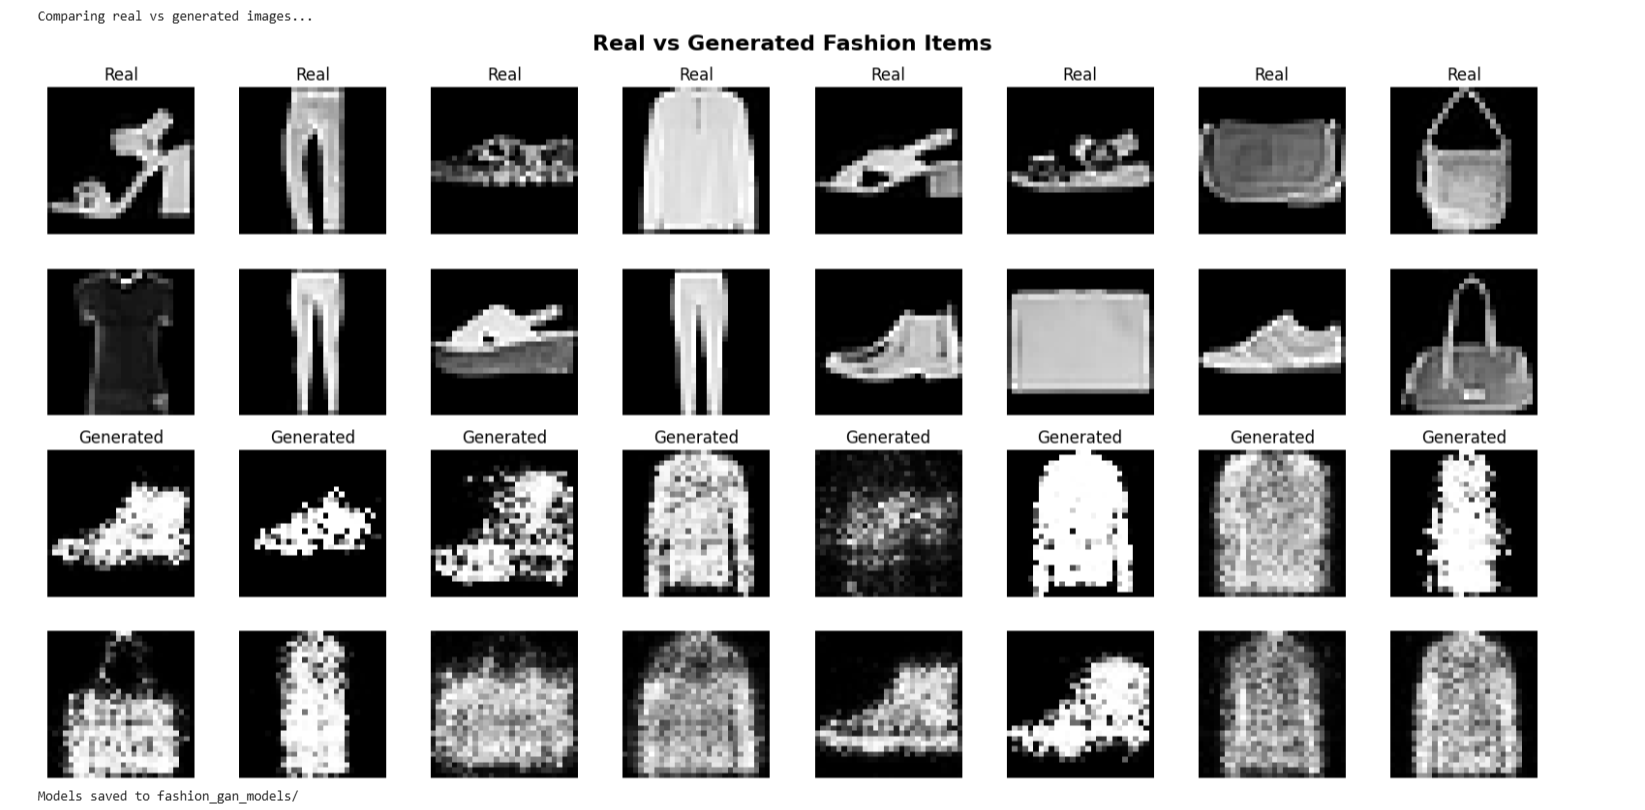 Comparing real vs generated images...
Real vs Generated Fashion Items
Real Real Real Real Real Real Real Real
Generated Generated Generated Generated Generated Generated Generated Generated
Models saved to fashion_gan_models/